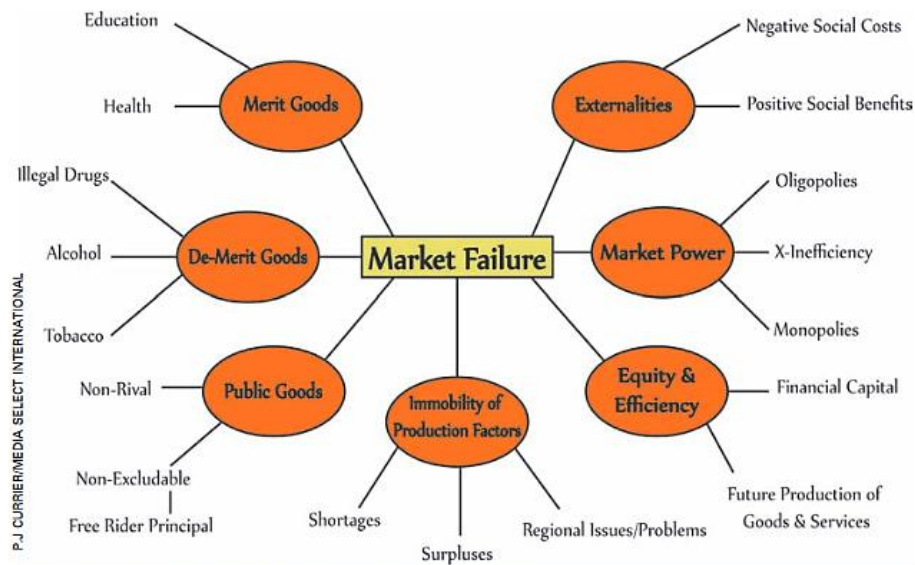 Education
Health
Merit Goods
Externalities
Negative Social Costs
Positive Social Benefits
Illegal Drugs
Alcohol
Tobacco
De-Merit Goods
Market Failure
Market Power
Oligopolies
X-Inefficiency
Monopolies
Non-Rival
Public Goods
Non-Excludable
Free Rider Principal
Immobility of
Production Factors
Shortages
Surpluses
Regional Issues/Problems
Equity &
Efficiency
Financial Capital
Future Production of
Goods & Services
P.J CURRIER/MEDIA SELECT INTERNATIONAL